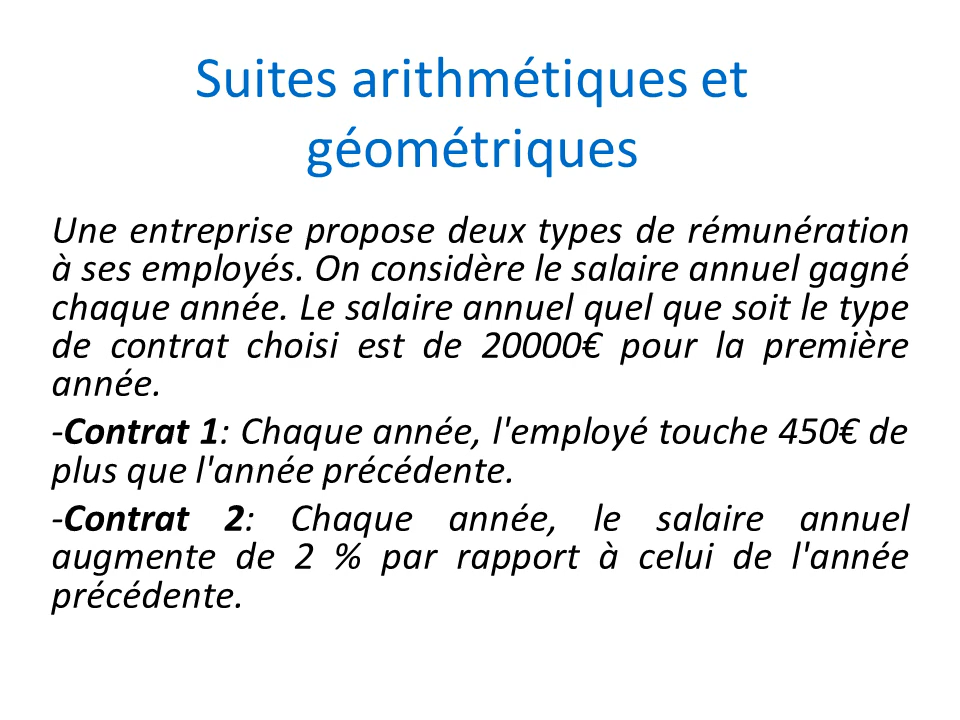 Suites arithmétiques et
géométriques
Une entreprise propose deux types de rémunération
à ses employés. On considère le salaire annuel gagné
chaque année. Le salaire annuel quel que soit le type
de contrat choisi est de 20000€ pour la première
année.
-Contrat 1: Chaque année, l'employé touche 450€ de
plus que l'année précédente.
-Contrat 2: Chaque année, le salaire annuel
augmente de 2 % par rapport à celui de l'année
précédente.